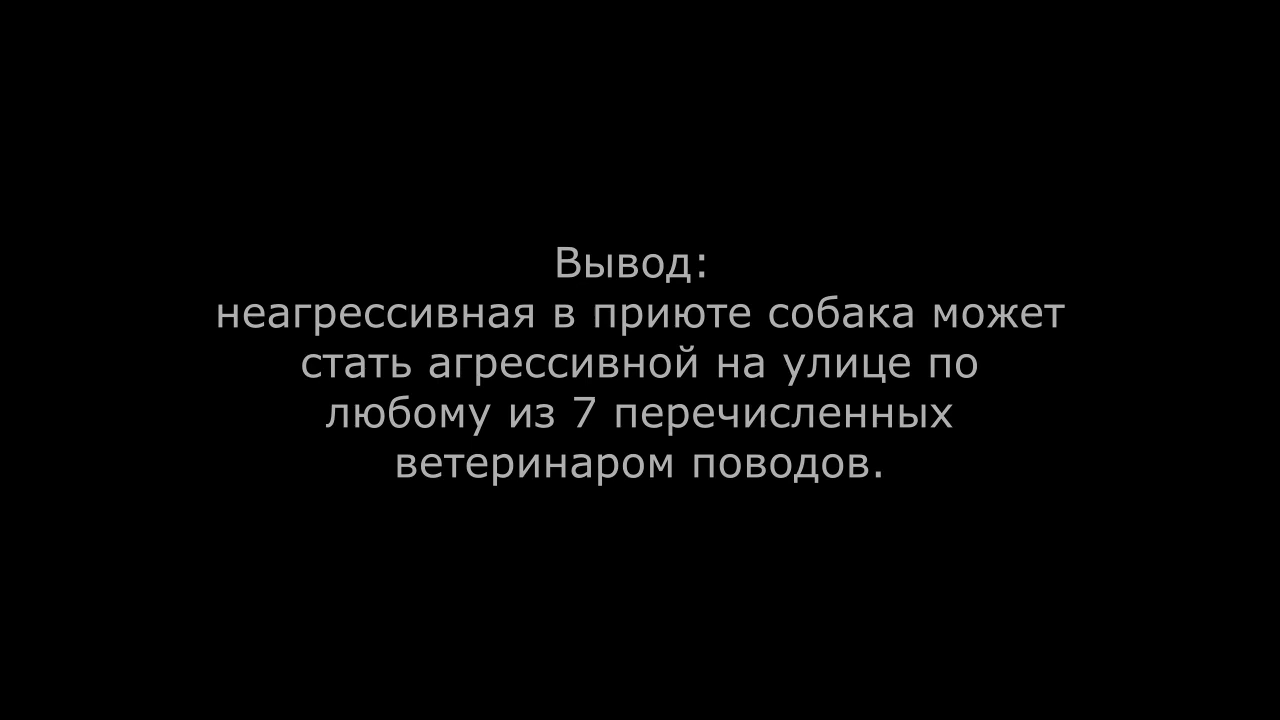 Вывод:
неагрессивная в приюте собака может
стать агрессивной на улице по
любому из 7 перечисленных
ветеринаром поводов.